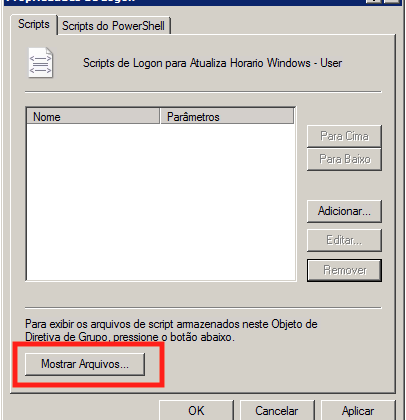 Propriedades de Logon
Scripts
Scripts do PowerShell
Scripts de Logon para Atualiza Horario Windows - User
Nome
Parâmetros
Para Cima
Para Baixo
Adicionar...
Editar...
Remover
Para exibir os arquivos de script armazenados neste Objeto de
Diretiva de Grupo, pressione o botão abaixo.
Mostrar Arquivos...
OK
Cancelar
Aplicar